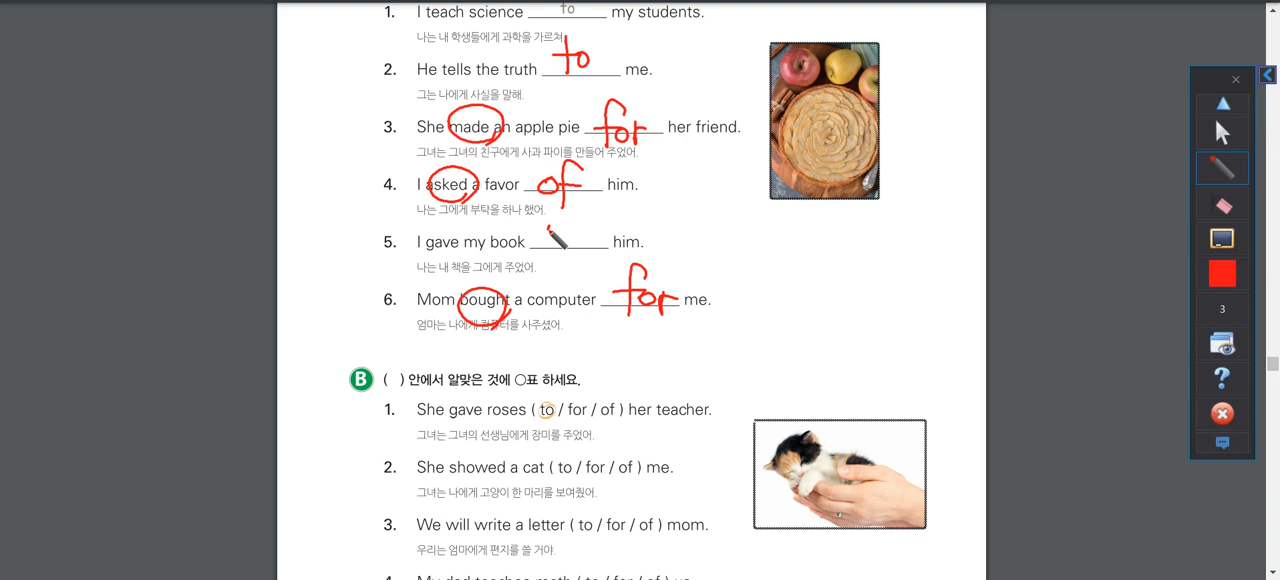 1. I teach science to my students.
나는 내 학생들에게 과학을 가르쳐.
2. He tells the truth to me.
그는 나에게 사실을 말해.
3. She made an apple pie for her friend.
그녀는 그녀의 친구에게 사과 파이를 만들어 주었어.
4. I asked a favor of him.
나는 그에게 부탁을 하나 했어.
5. I gave my book ________ him.
나는 내 책을 그에게 주었어.
6. Mom bought a computer for me.
엄마는 나에게 컴퓨터를 사주셨어.
B ( ) 안에서 알맞은 것에 ○표 하세요.
1. She gave roses ( to / for / of ) her teacher.
그녀는 그녀의 선생님에게 장미를 주었어.
2. She showed a cat ( to / for / of ) me.
그녀는 나에게 고양이 한 마리를 보여줬어.
3. We will write a letter ( to / for / of ) mom.
우리는 엄마에게 편지를 쓸 거야.
3